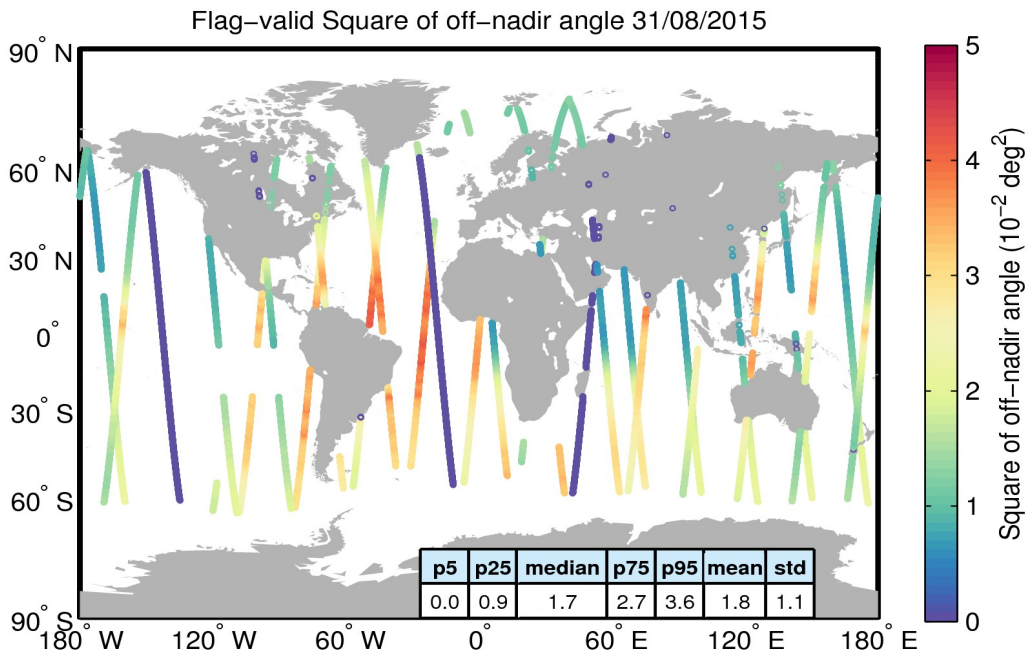 Flag−valid Square of off−nadir angle 31/08/2015
90° N
60° N
30° N
0°
30° S
60° S
90° S
180° W
120° W
60° W
0°
60° E
120° E
180° E
p5 p25 median p75 p95 mean std
0.0 0.9 1.7 2.7 3.6 1.8 1.1
5
4
3
2
1
0
Square of off−nadir angle (10⁻² deg²)